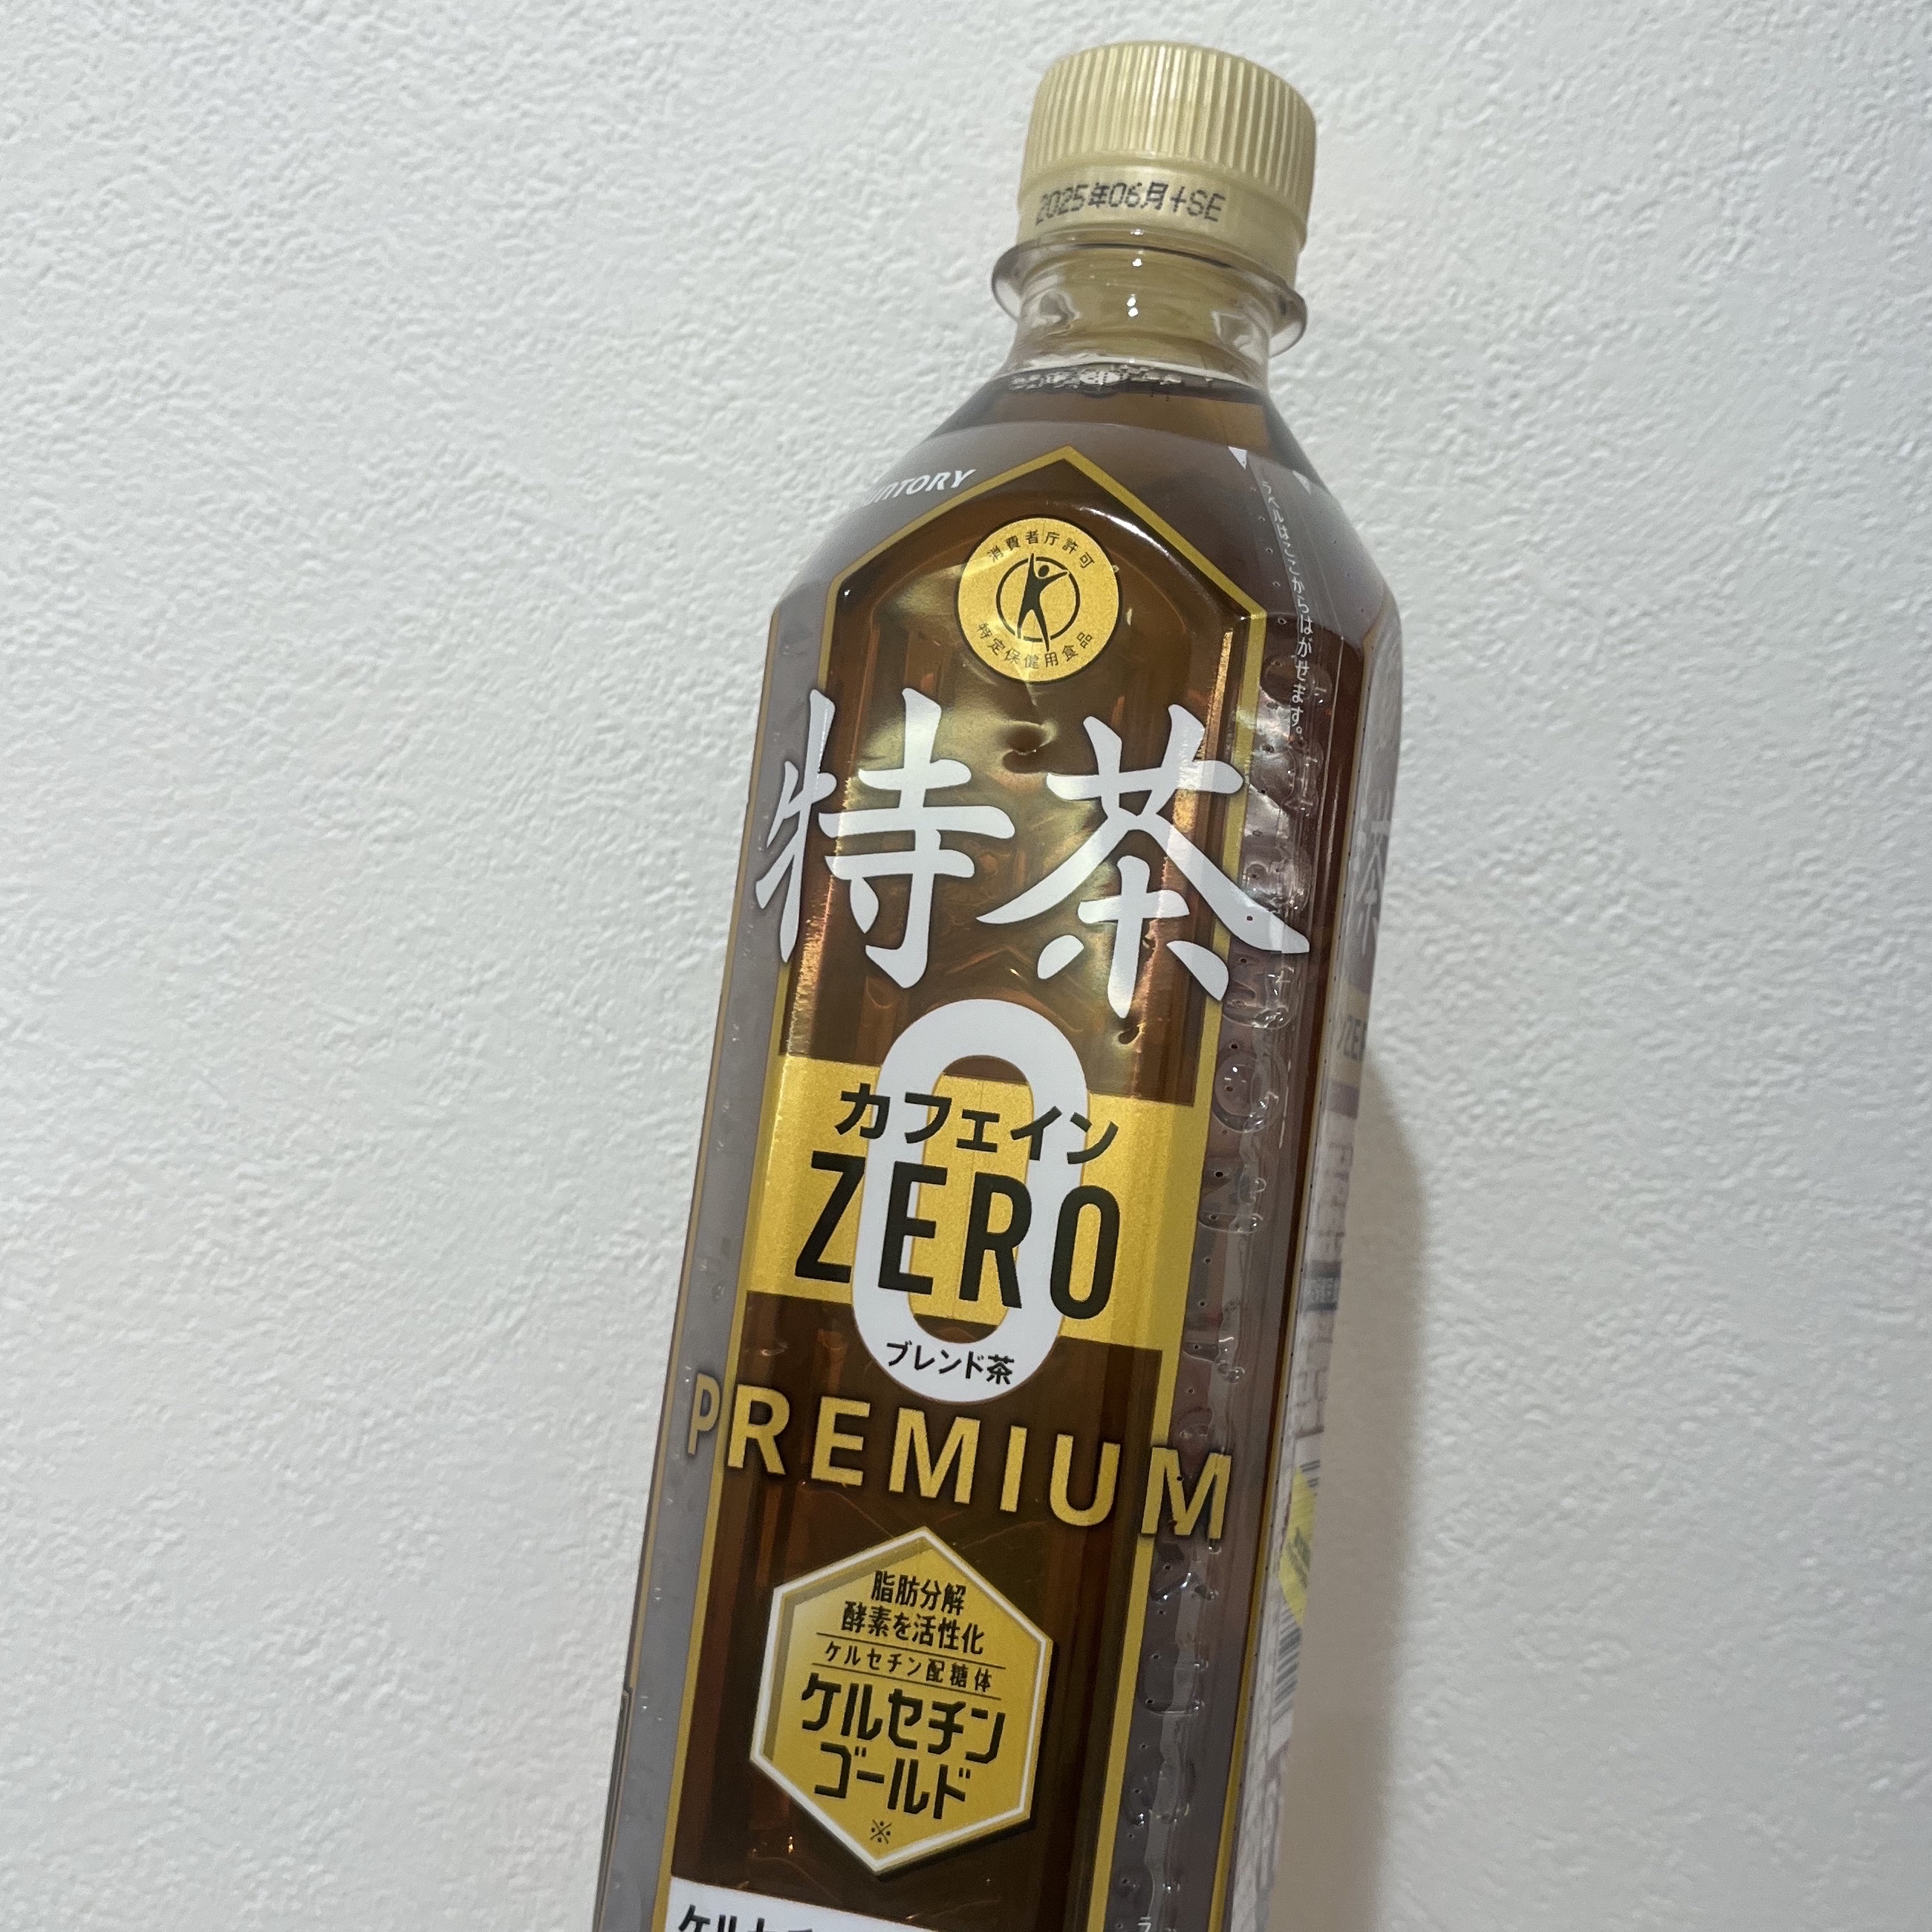 2025年06月+SE
SUNTORY
消費者庁許可
特定保健用食品
ラベルはここからはがせます。
特茶
0
カフェイン
ZERO
ブレンド茶
PREMIUM
脂肪分解
酵素を活性化
ケルセチン配糖体
ケルセチン
ゴールド
※